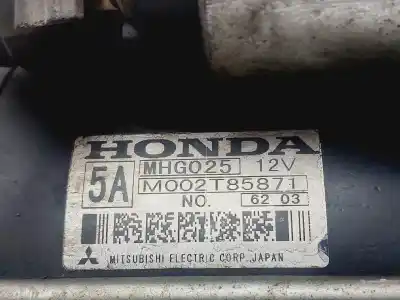 HONDA
5A MHG025 12V
M002T85871
NO. 62 03
MITSUBISHI ELECTRIC CORP. JAPAN